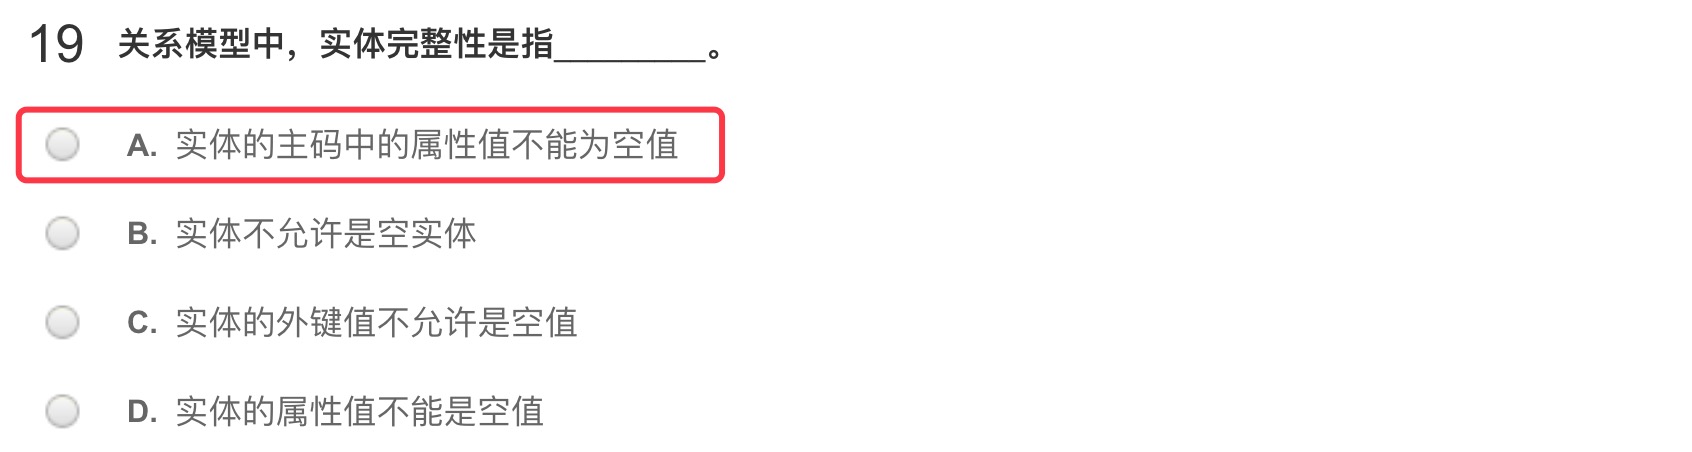 19 关系模型中，实体完整性是指_________。
A. 实体的主码中的属性值不能为空值
B. 实体不允许是空实体
C. 实体的外键值不允许是空值
D. 实体的属性值不能是空值